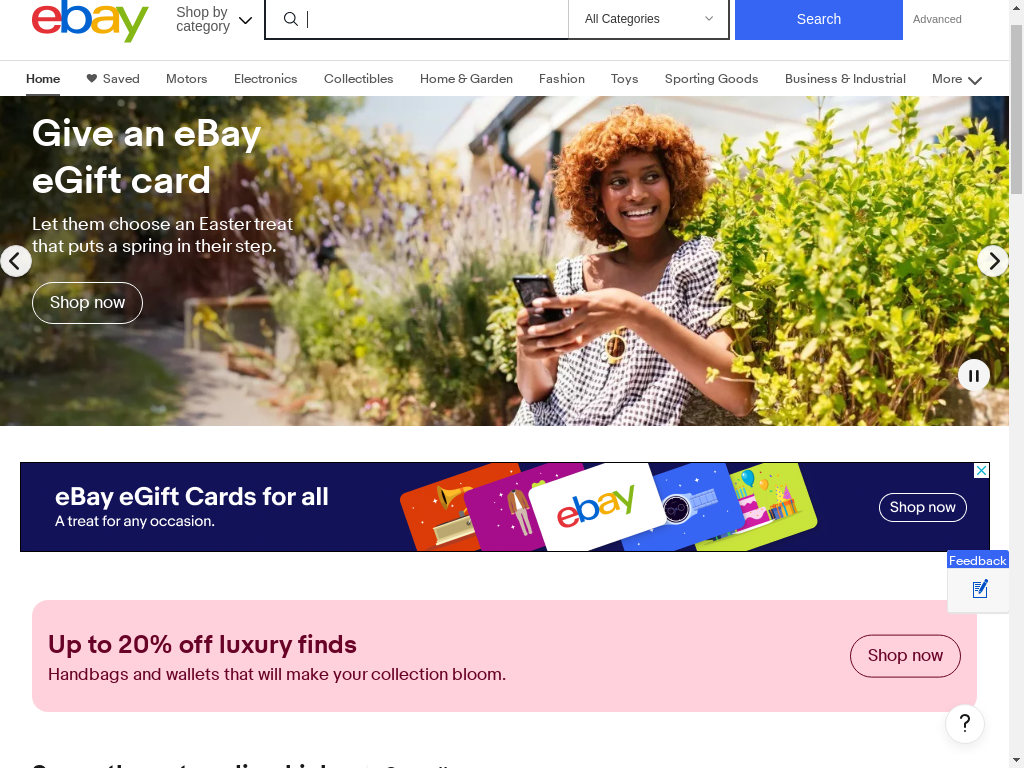 ebay
Shop by
category
All Categories
Search
Advanced
Home
Saved
Motors
Electronics
Collectibles
Home & Garden
Fashion
Toys
Sporting Goods
Business & Industrial
More
Give an eBay
eGift card
Let them choose an Easter treat
that puts a spring in their step.
Shop now
eBay eGift Cards for all
A treat for any occasion.
ebay
Shop now
Feedback
Up to 20% off luxury finds
Handbags and wallets that will make your collection bloom.
Shop now
?